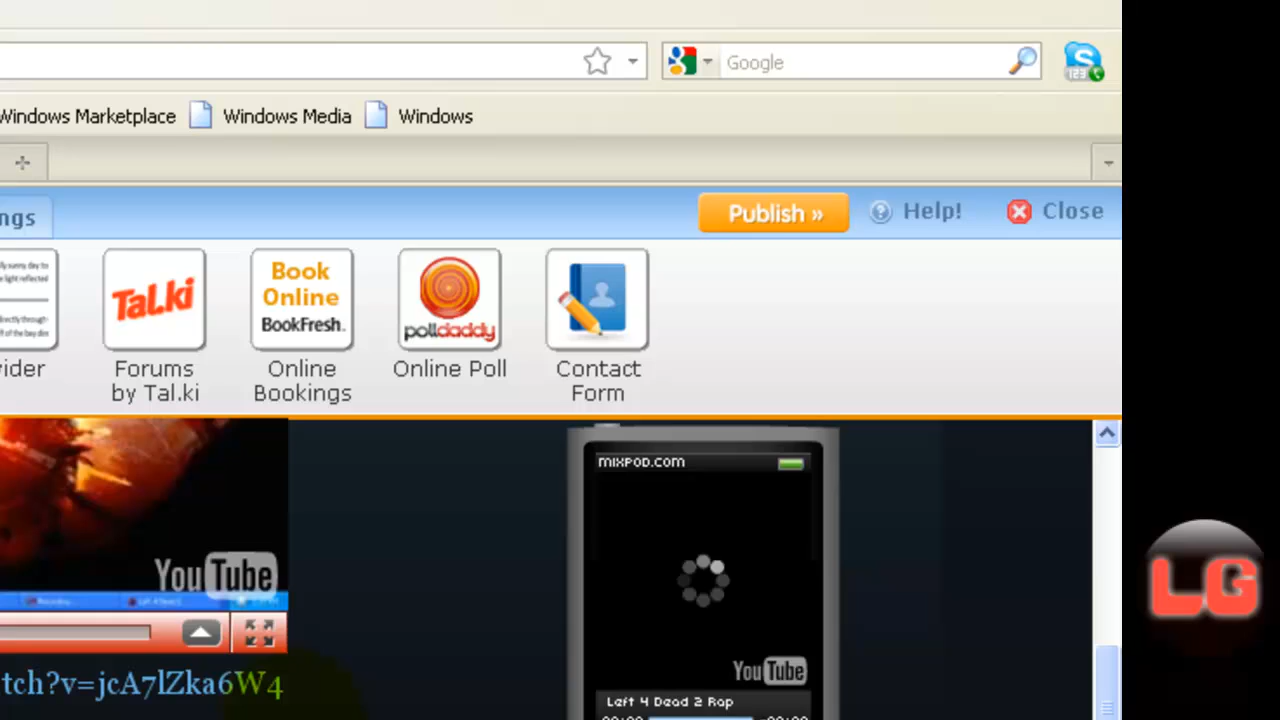 Google
123
Windows Marketplace Windows Media Windows
ngs Publish » Help! Close
Tal.ki
Book
Online
BookFresh.
polldaddy
ider
Forums
by Tal.ki
Online
Bookings
Online Poll
Contact
Form
mixpod.com
YouTube
YouTube
tch?v=jcA7lZka6W4
Left 4 Dead 2 Rap
LG